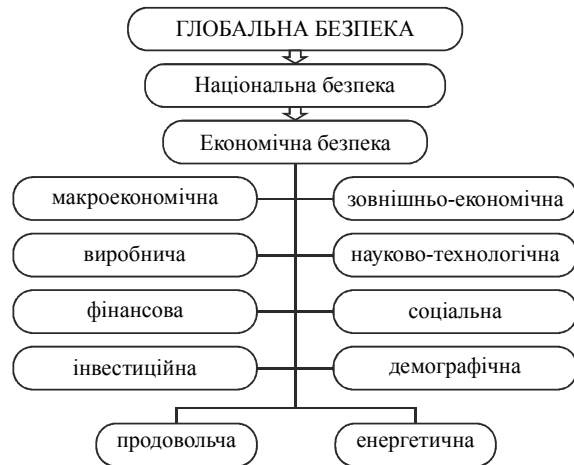 ГЛОБАЛЬНА БЕЗПЕКА
Національна безпека
Економічна безпека
макроекономічна
зовнішньо-економічна
виробнича
науково-технологічна
фінансова
соціальна
інвестиційна
демографічна
продовольча
енергетична